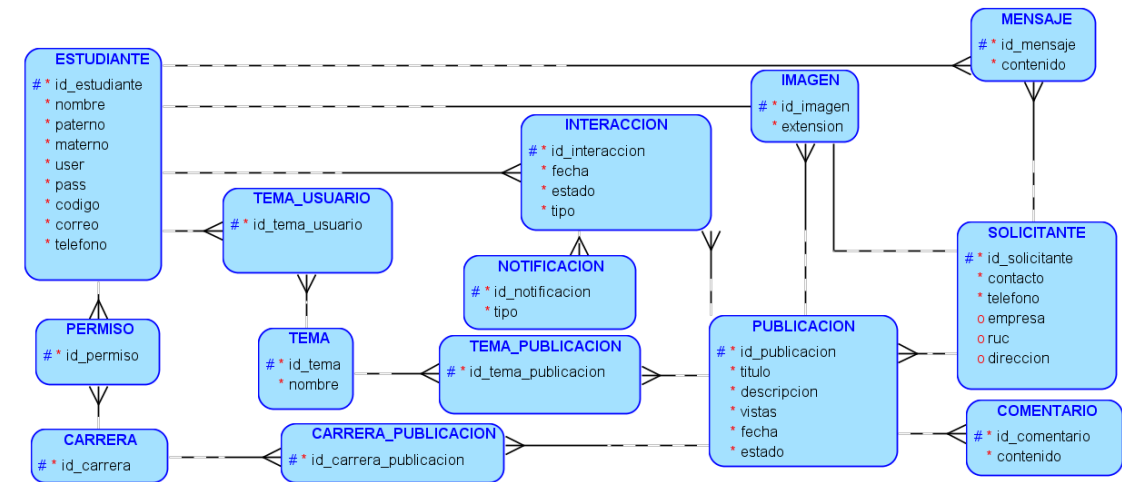 ESTUDIANTE
# * id_estudiante
* nombre
* paterno
* materno
* user
* pass
* codigo
* correo
* telefono
MENSAJE
# * id_mensaje
* contenido
IMAGEN
# * id_imagen
* extension
INTERACCION
# * id_interaccion
* fecha
* estado
* tipo
TEMA_USUARIO
# * id_tema_usuario
SOLICITANTE
# * id_solicitante
* contacto
* telefono
o empresa
o ruc
o direccion
NOTIFICACION
# * id_notificacion
* tipo
PERMISO
# * id_permiso
TEMA
# * id_tema
* nombre
TEMA_PUBLICACION
# * id_tema_publicacion
PUBLICACION
# * id_publicacion
* titulo
* descripcion
* vistas
* fecha
* estado
COMENTARIO
# * id_comentario
* contenido
CARRERA
# * id_carrera
CARRERA_PUBLICACION
# * id_carrera_publicacion